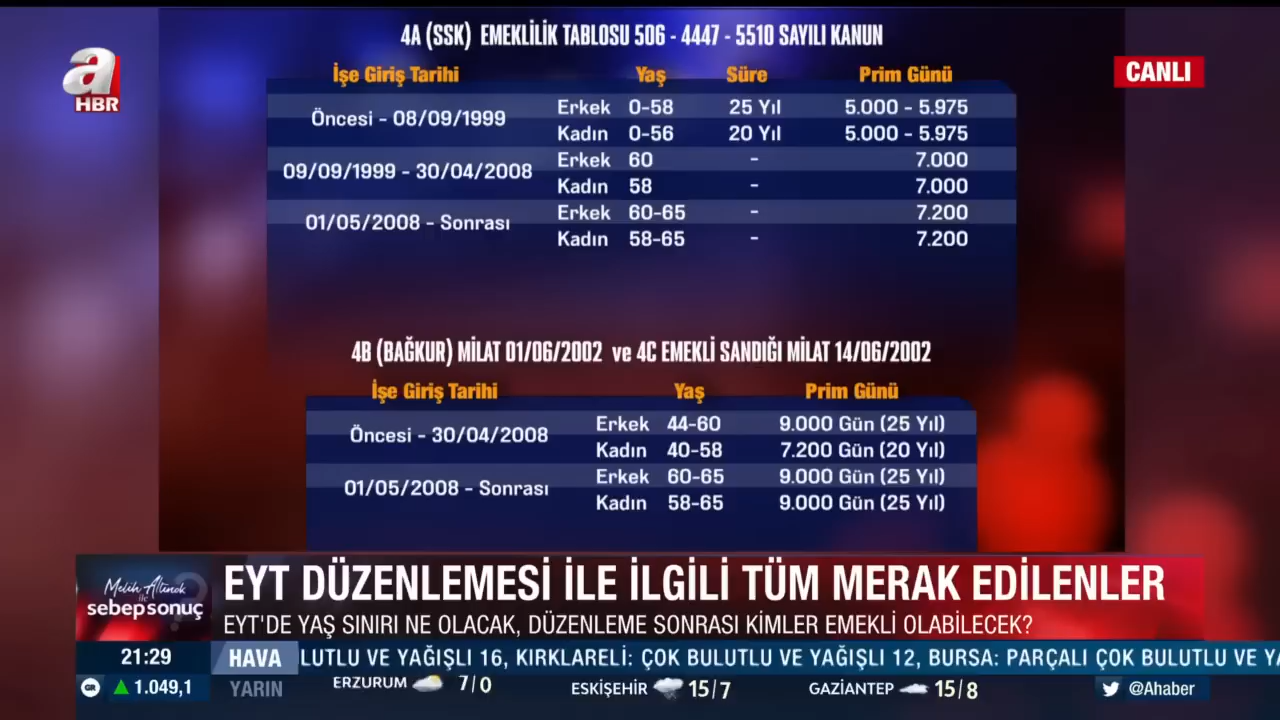 a
HBR
CANLI
4A (SSK) EMEKLİLİK TABLOSU 506 - 4447 - 5510 SAYILI KANUN
İşe Giriş Tarihi Yaş Süre Prim Günü
Öncesi - 08/09/1999
Erkek 0-58 25 Yıl 5.000 - 5.975
Kadın 0-56 20 Yıl 5.000 - 5.975
09/09/1999 - 30/04/2008
Erkek 60 - 7.000
Kadın 58 - 7.000
01/05/2008 - Sonrası
Erkek 60-65 - 7.200
Kadın 58-65 - 7.200
4B (BAĞKUR) MİLAT 01/06/2002 ve 4C EMEKLİ SANDIĞI MİLAT 14/06/2002
İşe Giriş Tarihi Yaş Prim Günü
Öncesi - 30/04/2008
Erkek 44-60 9.000 Gün (25 Yıl)
Kadın 40-58 7.200 Gün (20 Yıl)
01/05/2008 - Sonrası
Erkek 60-65 9.000 Gün (25 Yıl)
Kadın 58-65 9.000 Gün (25 Yıl)
Melih Altınok
ile
sebep sonuç
?
EYT DÜZENLEMESİ İLE İLGİLİ TÜM MERAK EDİLENLER
EYT'DE YAŞ SINIRI NE OLACAK, DÜZENLEME SONRASI KİMLER EMEKLİ OLABİLECEK?
21:29 HAVA LUTLU VE YAĞIŞLI 16, KIRKLARELİ: ÇOK BULUTLU VE YAĞIŞLI 12, BURSA: PARÇALI ÇOK BULUTLU VE YA
GR 1.049,1 YARIN ERZURUM 7/0 ESKİŞEHİR 15/7 GAZİANTEP 15/8 @Ahaber